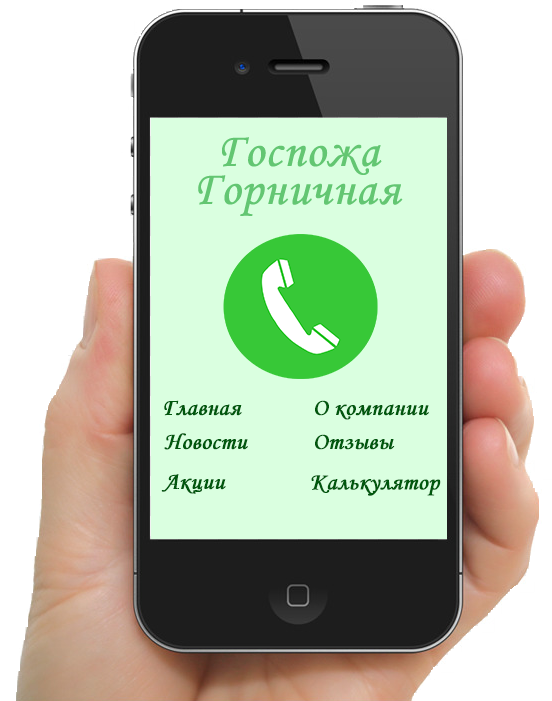 Госпожа
Горничная
Главная
О компании
Новости
Отзывы
Акции
Калькулятор